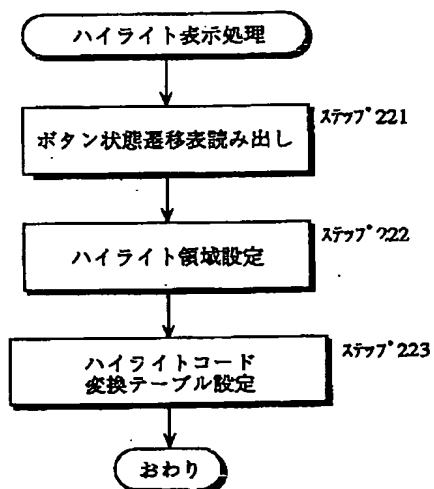 ハイライト表示処理
ボタン状態遷移表読み出し
ステップ221
ハイライト領域設定
ステップ222
ハイライトコード
変換テーブル設定
ステップ223
おわり